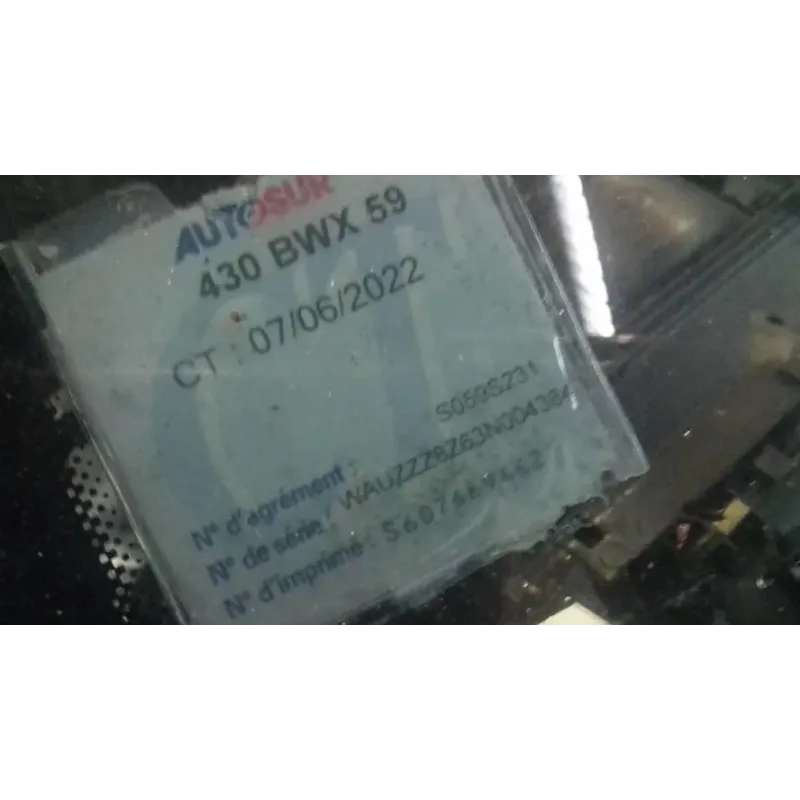 AUTOSUR
430 BWX 59
CT : 07/06/2022
N° d'agrément : S059S231
N° de série : WAUZZZ8Z63N004384
N° d'imprimé :